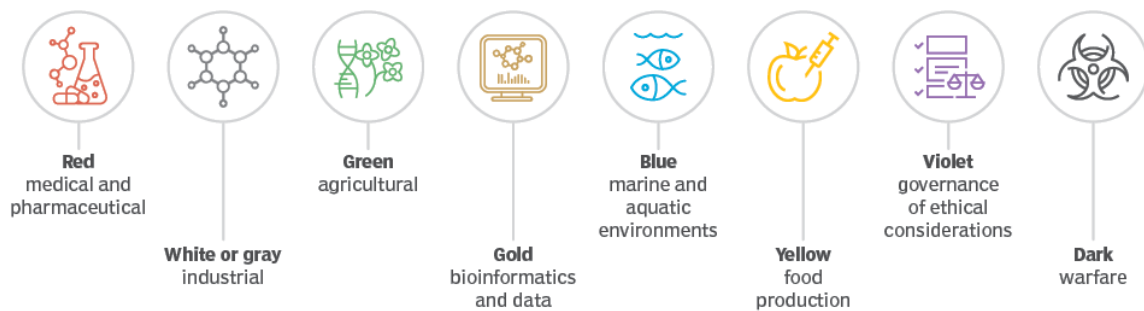 Red
medical and
pharmaceutical
White or gray
industrial
Green
agricultural
Gold
bioinformatics
and data
Blue
marine and
aquatic
environments
Yellow
food
production
Violet
governance
of ethical
considerations
Dark
warfare